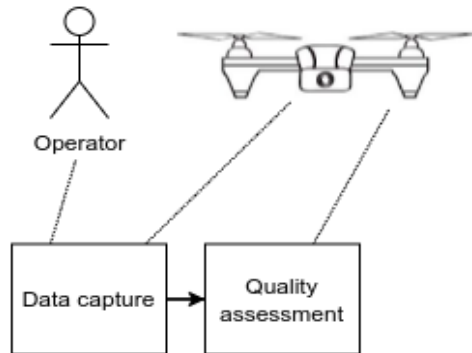 Operator
Data capture
Quality
assessment